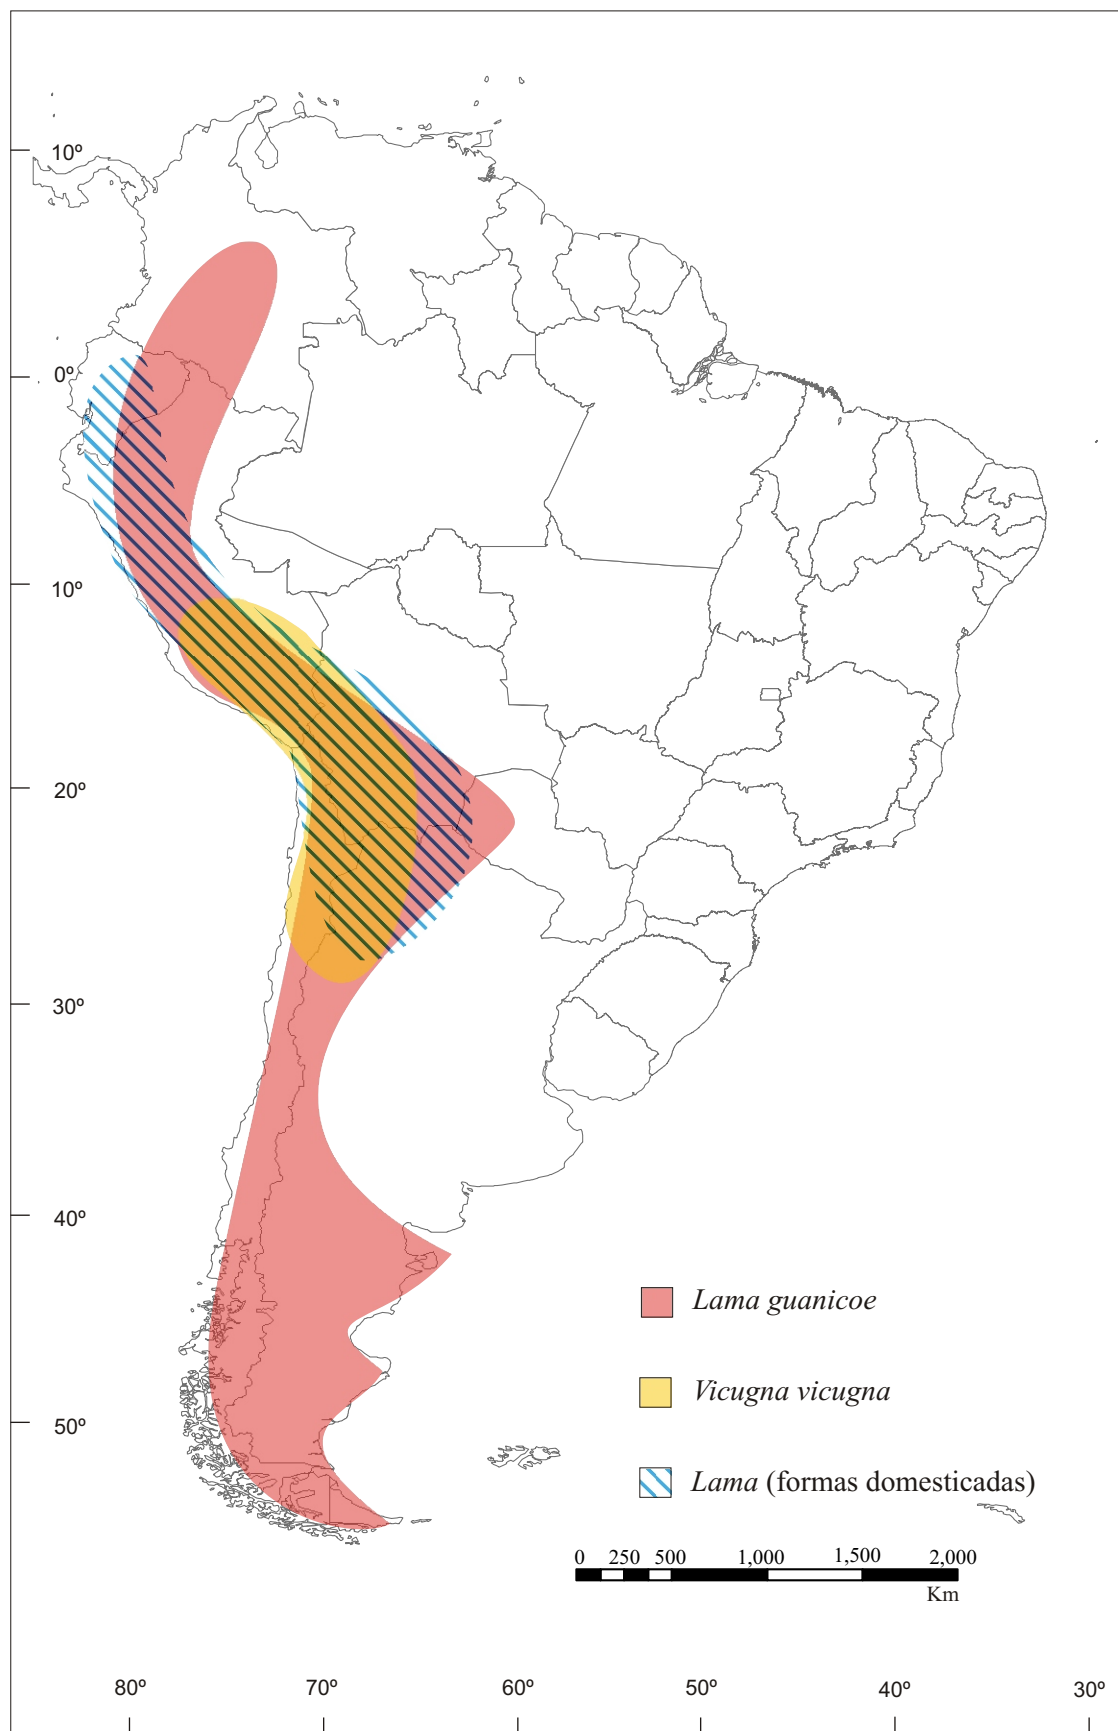 10º
0º
10º
20º
30º
40º
50º
Lama guanicoe
Vicugna vicugna
Lama (formas domesticadas)
0 250 500 1,000 1,500 2,000
Km
80º 70º 60º 50º 40º 30º